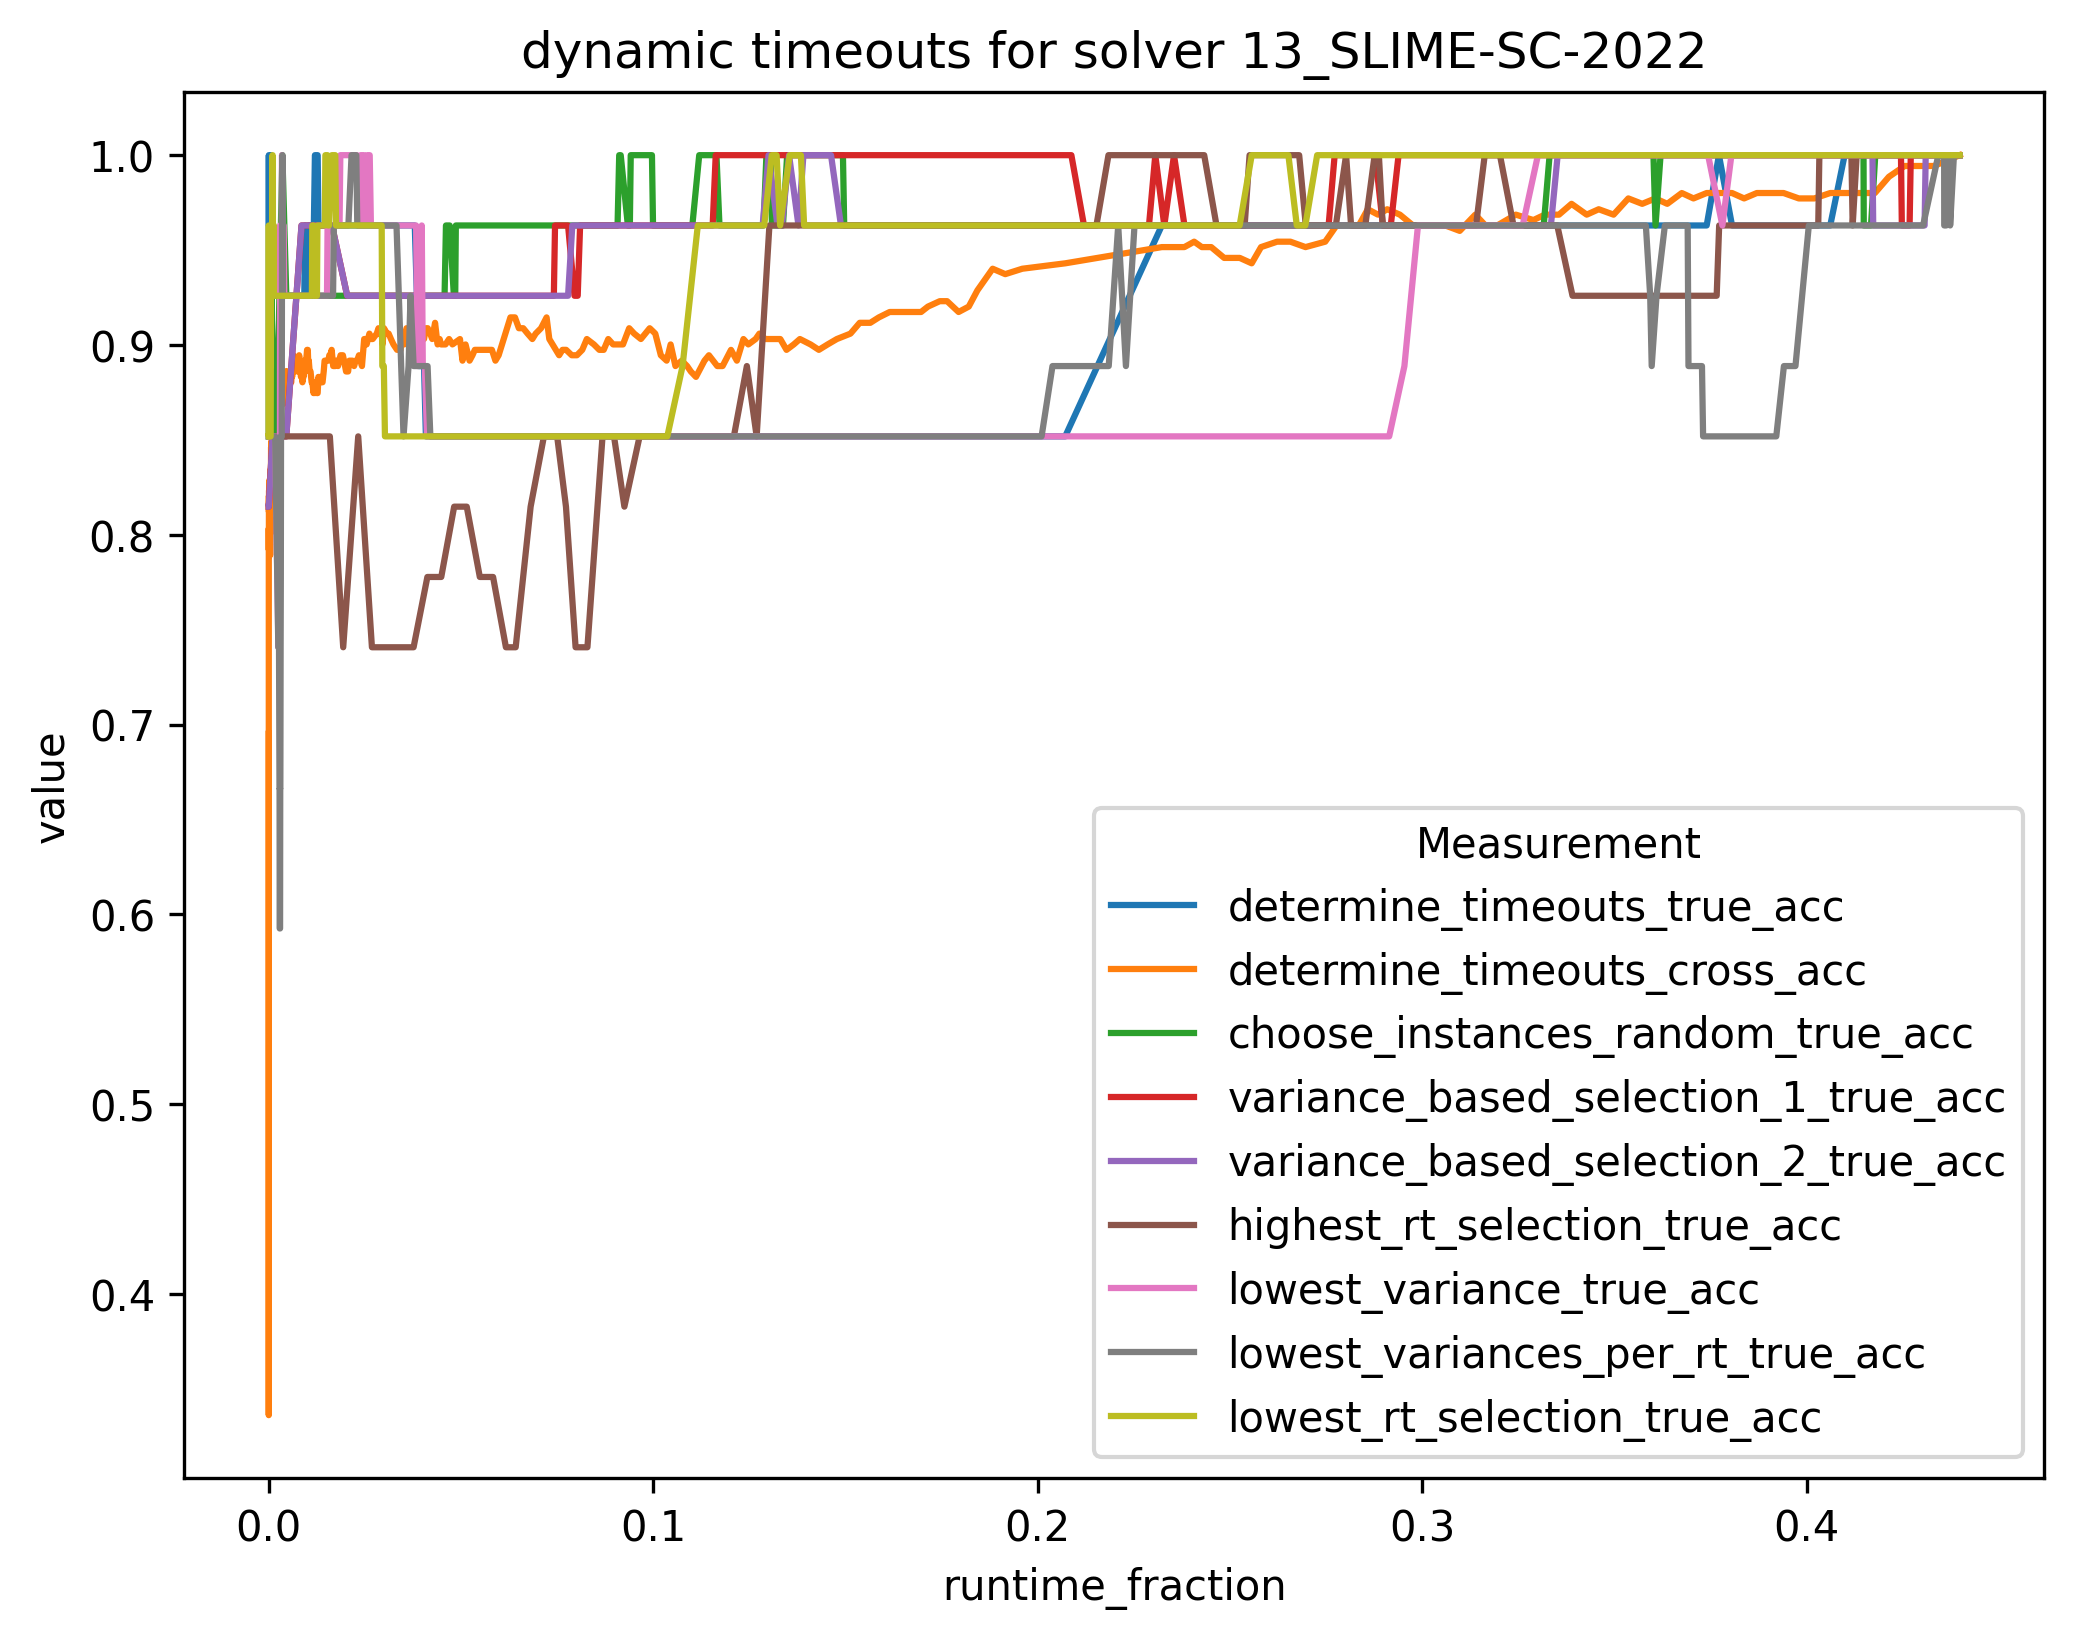 dynamic timeouts for solver 13_SLIME-SC-2022
1.0
0.9
0.8
0.7
0.6
0.5
0.4
value
Measurement
determine_timeouts_true_acc
determine_timeouts_cross_acc
choose_instances_random_true_acc
variance_based_selection_1_true_acc
variance_based_selection_2_true_acc
highest_rt_selection_true_acc
lowest_variance_true_acc
lowest_variances_per_rt_true_acc
lowest_rt_selection_true_acc
0.0 0.1 0.2 0.3 0.4
runtime_fraction